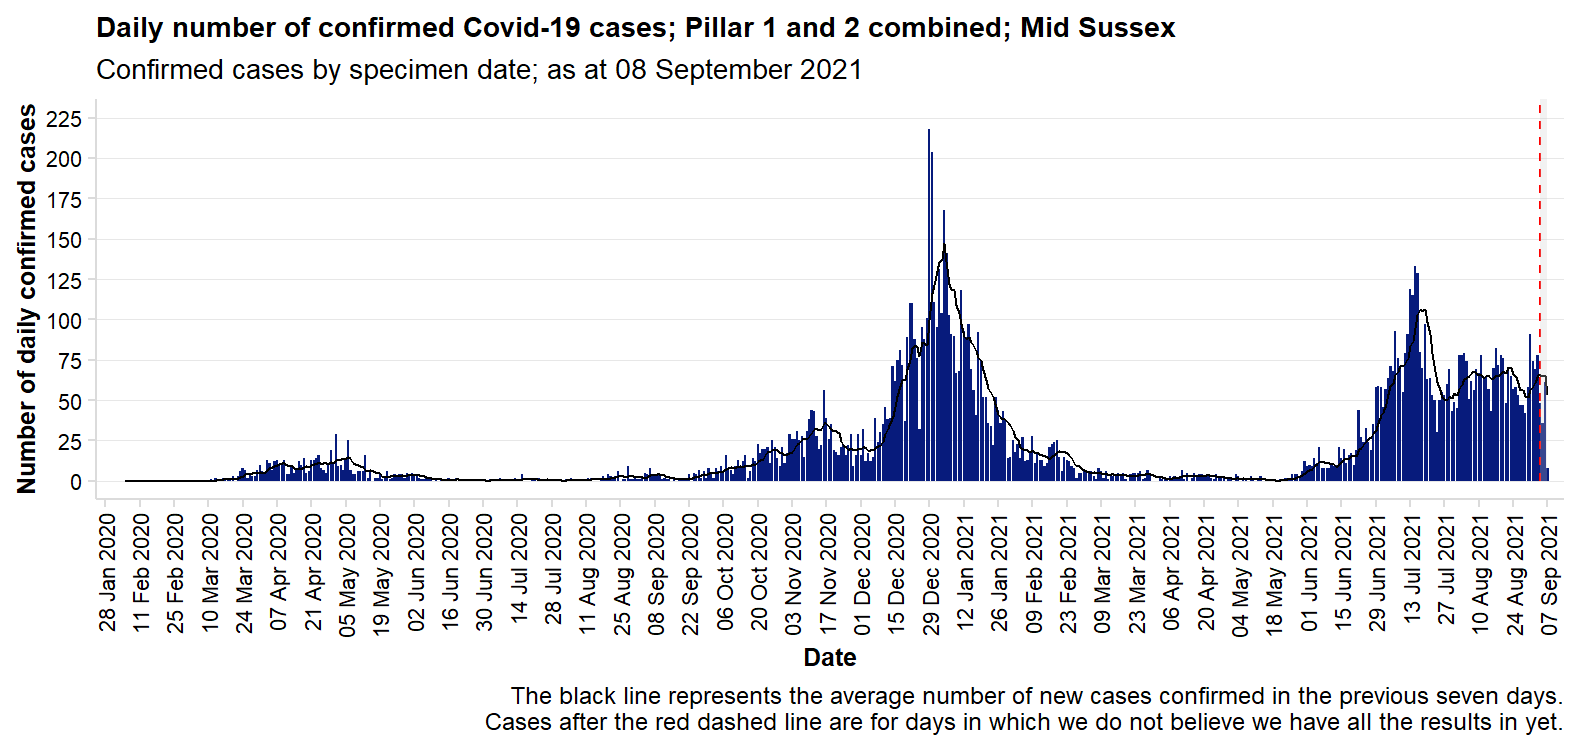 Daily number of confirmed Covid-19 cases; Pillar 1 and 2 combined; Mid Sussex
Confirmed cases by specimen date; as at 08 September 2021
Number of daily confirmed cases
225
200
175
150
125
100
75
50
25
0
28 Jan 2020
11 Feb 2020
25 Feb 2020
10 Mar 2020
24 Mar 2020
07 Apr 2020
21 Apr 2020
05 May 2020
19 May 2020
02 Jun 2020
16 Jun 2020
30 Jun 2020
14 Jul 2020
28 Jul 2020
11 Aug 2020
25 Aug 2020
08 Sep 2020
22 Sep 2020
06 Oct 2020
20 Oct 2020
03 Nov 2020
17 Nov 2020
01 Dec 2020
15 Dec 2020
29 Dec 2020
12 Jan 2021
26 Jan 2021
09 Feb 2021
23 Feb 2021
09 Mar 2021
23 Mar 2021
06 Apr 2021
20 Apr 2021
04 May 2021
18 May 2021
01 Jun 2021
15 Jun 2021
29 Jun 2021
13 Jul 2021
27 Jul 2021
10 Aug 2021
24 Aug 2021
07 Sep 2021
Date
The black line represents the average number of new cases confirmed in the previous seven days.
Cases after the red dashed line are for days in which we do not believe we have all the results in yet.